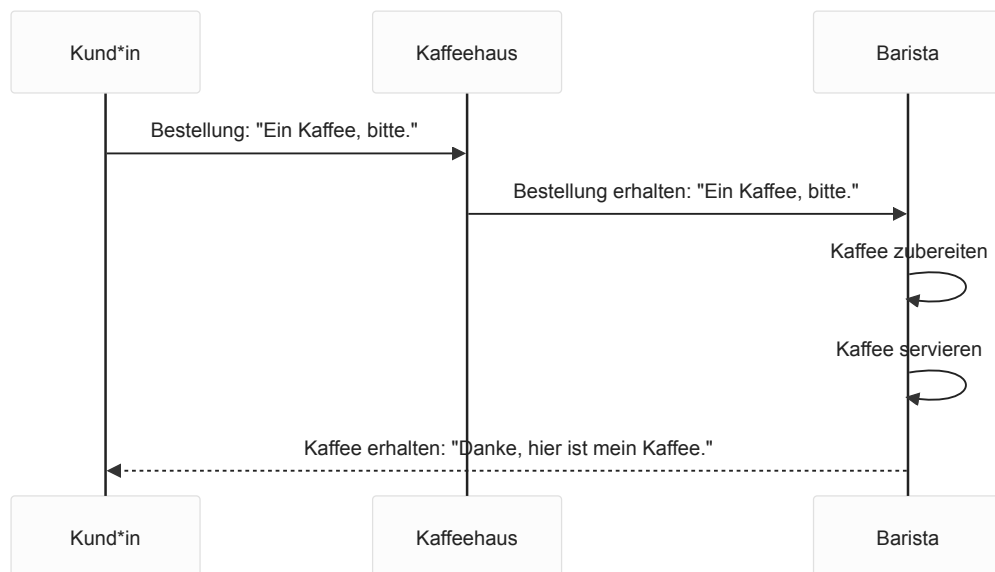 Kund*in
Kaffeehaus
Barista
Bestellung: "Ein Kaffee, bitte."
Bestellung erhalten: "Ein Kaffee, bitte."
Kaffee zubereiten
Kaffee servieren
Kaffee erhalten: "Danke, hier ist mein Kaffee."
Kund*in
Kaffeehaus
Barista